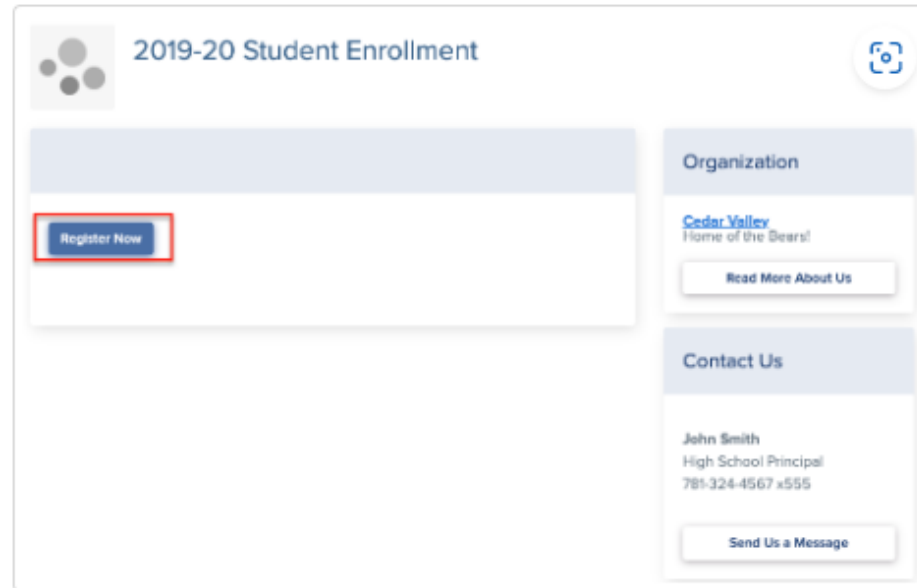 2019-20 Student Enrollment
Register Now
Organization
Cedar Valley
Home of the Bears!
Read More About Us
Contact Us
John Smith
High School Principal
781-324-4567 x555
Send Us a Message